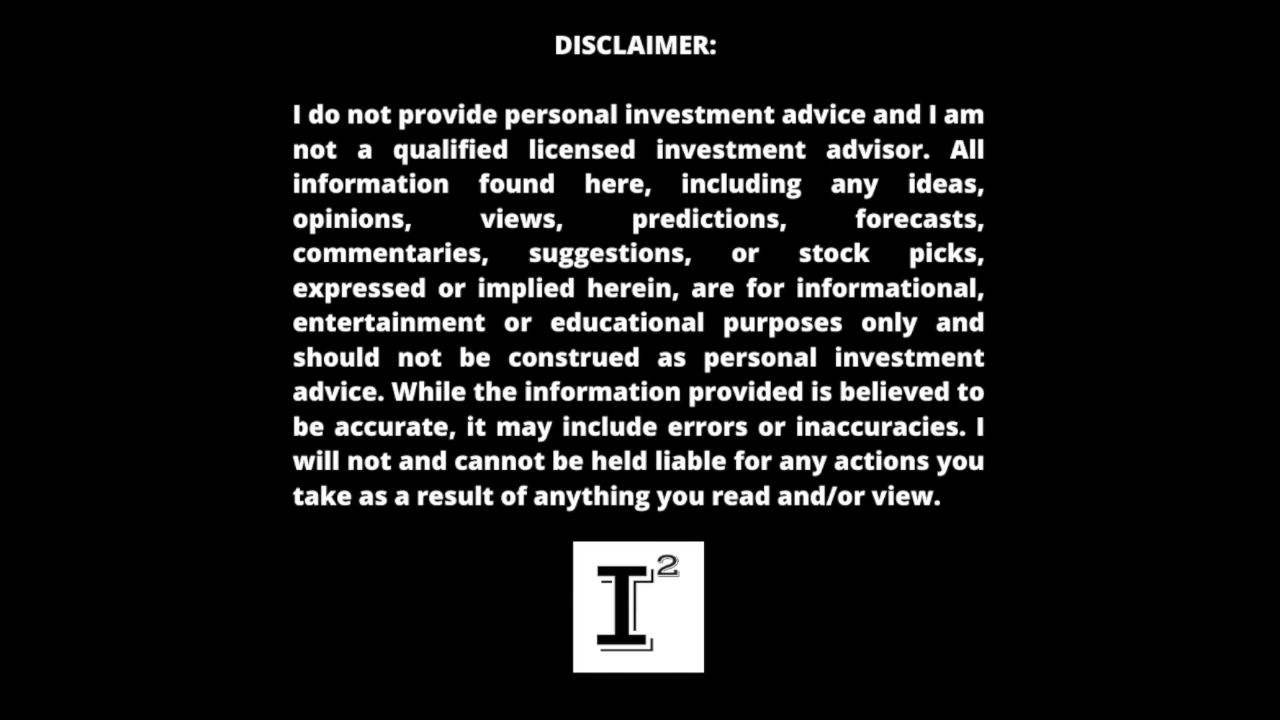 DISCLAIMER:
I do not provide personal investment advice and I am
not a qualified licensed investment advisor. All
information found here, including any ideas,
opinions, views, predictions, forecasts,
commentaries, suggestions, or stock picks,
expressed or implied herein, are for informational,
entertainment or educational purposes only and
should not be construed as personal investment
advice. While the information provided is believed to
be accurate, it may include errors or inaccuracies. I
will not and cannot be held liable for any actions you
take as a result of anything you read and/or view.
I²